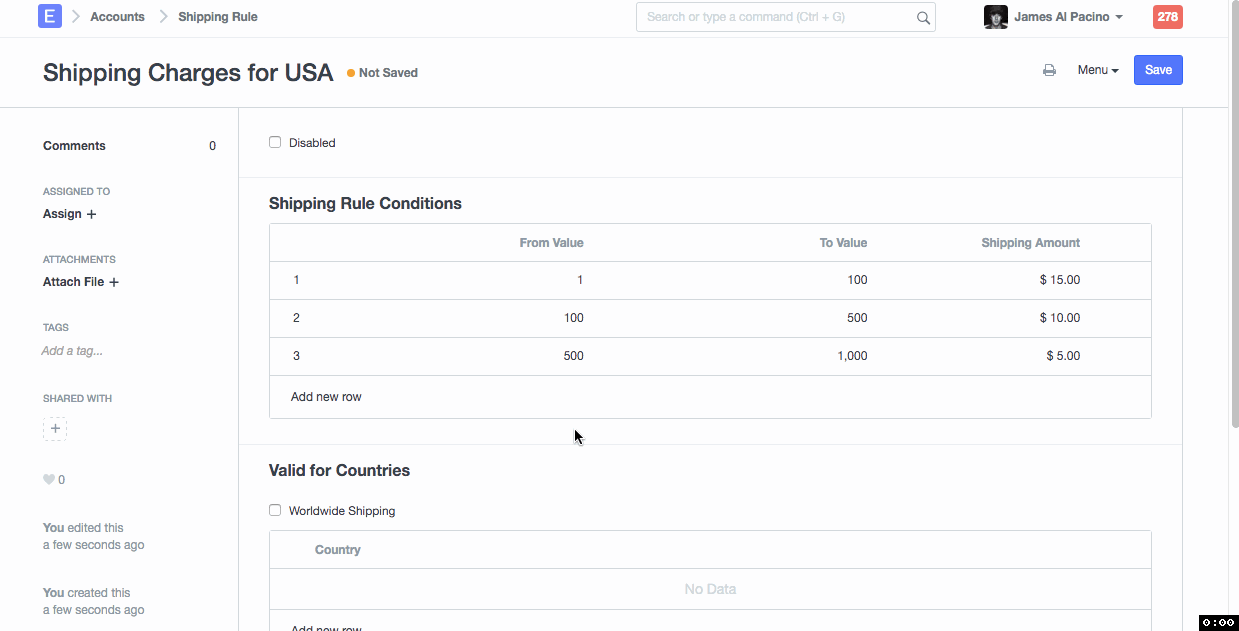 E Accounts Shipping Rule Search or type a command (Ctrl + G) James Al Pacino 278
Shipping Charges for USA Not Saved Menu Save
Comments 0
ASSIGNED TO
Assign +
ATTACHMENTS
Attach File +
TAGS
Add a tag...
SHARED WITH
+
0
You edited this
a few seconds ago
You created this
a few seconds ago
Disabled
Shipping Rule Conditions
From Value To Value Shipping Amount
1 1 100 $ 15.00
2 100 500 $ 10.00
3 500 1,000 $ 5.00
Add new row
Valid for Countries
Worldwide Shipping
Country
No Data
Add new row
0:00